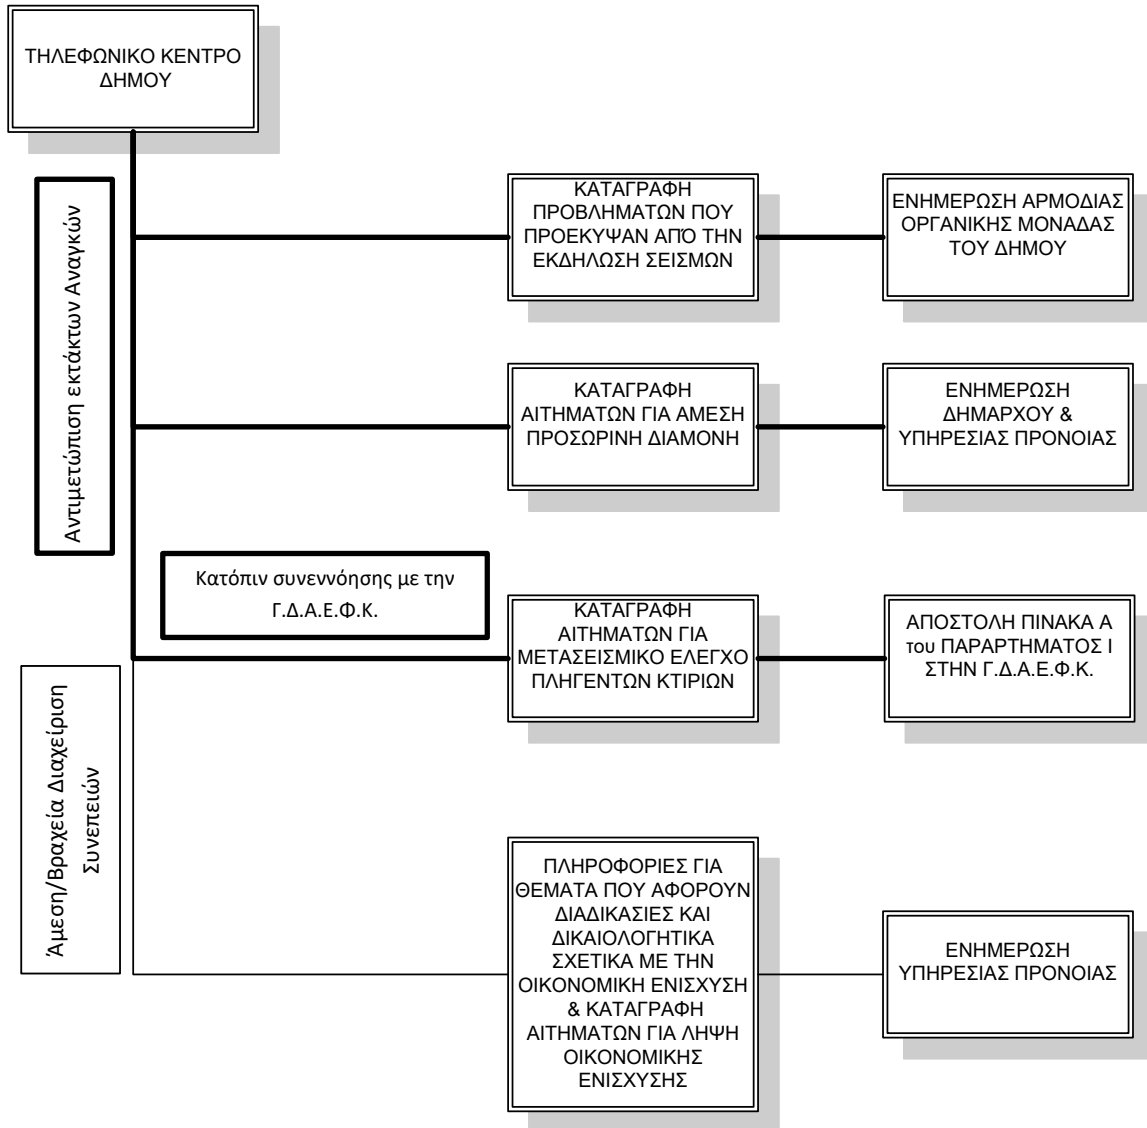 ΤΗΛΕΦΩΝΙΚΟ ΚΕΝΤΡΟ
ΔΗΜΟΥ
Αντιμετώπιση εκτάκτων Αναγκών
ΚΑΤΑΓΡΑΦΗ
ΠΡΟΒΛΗΜΑΤΩΝ ΠΟΥ
ΠΡΟΕΚΥΨΑΝ ΑΠΌ ΤΗΝ
ΕΚΔΗΛΩΣΗ ΣΕΙΣΜΩΝ
ΕΝΗΜΕΡΩΣΗ ΑΡΜΟΔΙΑΣ
ΟΡΓΑΝΙΚΗΣ ΜΟΝΑΔΑΣ
ΤΟΥ ΔΗΜΟΥ
ΚΑΤΑΓΡΑΦΗ
ΑΙΤΗΜΑΤΩΝ ΓΙΑ ΑΜΕΣΗ
ΠΡΟΣΩΡΙΝΗ ΔΙΑΜΟΝΗ
ΕΝΗΜΕΡΩΣΗ
ΔΗΜΑΡΧΟΥ &
ΥΠΗΡΕΣΙΑΣ ΠΡΟΝΟΙΑΣ
Κατόπιν συνεννόησης με την
Γ.Δ.Α.Ε.Φ.Κ.
ΚΑΤΑΓΡΑΦΗ
ΑΙΤΗΜΑΤΩΝ ΓΙΑ
ΜΕΤΑΣΕΙΣΜΙΚΟ ΕΛΕΓΧΟ
ΠΛΗΓΕΝΤΩΝ ΚΤΙΡΙΩΝ
ΑΠΟΣΤΟΛΗ ΠΙΝΑΚΑ Α
του ΠΑΡΑΡΤΗΜΑΤΟΣ Ι
ΣΤΗΝ Γ.Δ.Α.Ε.Φ.Κ.
Άμεση/Βραχεία Διαχείριση
Συνεπειών
ΠΛΗΡΟΦΟΡΙΕΣ ΓΙΑ
ΘΕΜΑΤΑ ΠΟΥ ΑΦΟΡΟΥΝ
ΔΙΑΔΙΚΑΣΙΕΣ ΚΑΙ
ΔΙΚΑΙΟΛΟΓΗΤΙΚΑ
ΣΧΕΤΙΚΑ ΜΕ ΤΗΝ
ΟΙΚΟΝΟΜΙΚΗ ΕΝΙΣΧΥΣΗ
& ΚΑΤΑΓΡΑΦΗ
ΑΙΤΗΜΑΤΩΝ ΓΙΑ ΛΗΨΗ
ΟΙΚΟΝΟΜΙΚΗΣ
ΕΝΙΣΧΥΣΗΣ
ΕΝΗΜΕΡΩΣΗ
ΥΠΗΡΕΣΙΑΣ ΠΡΟΝΟΙΑΣ